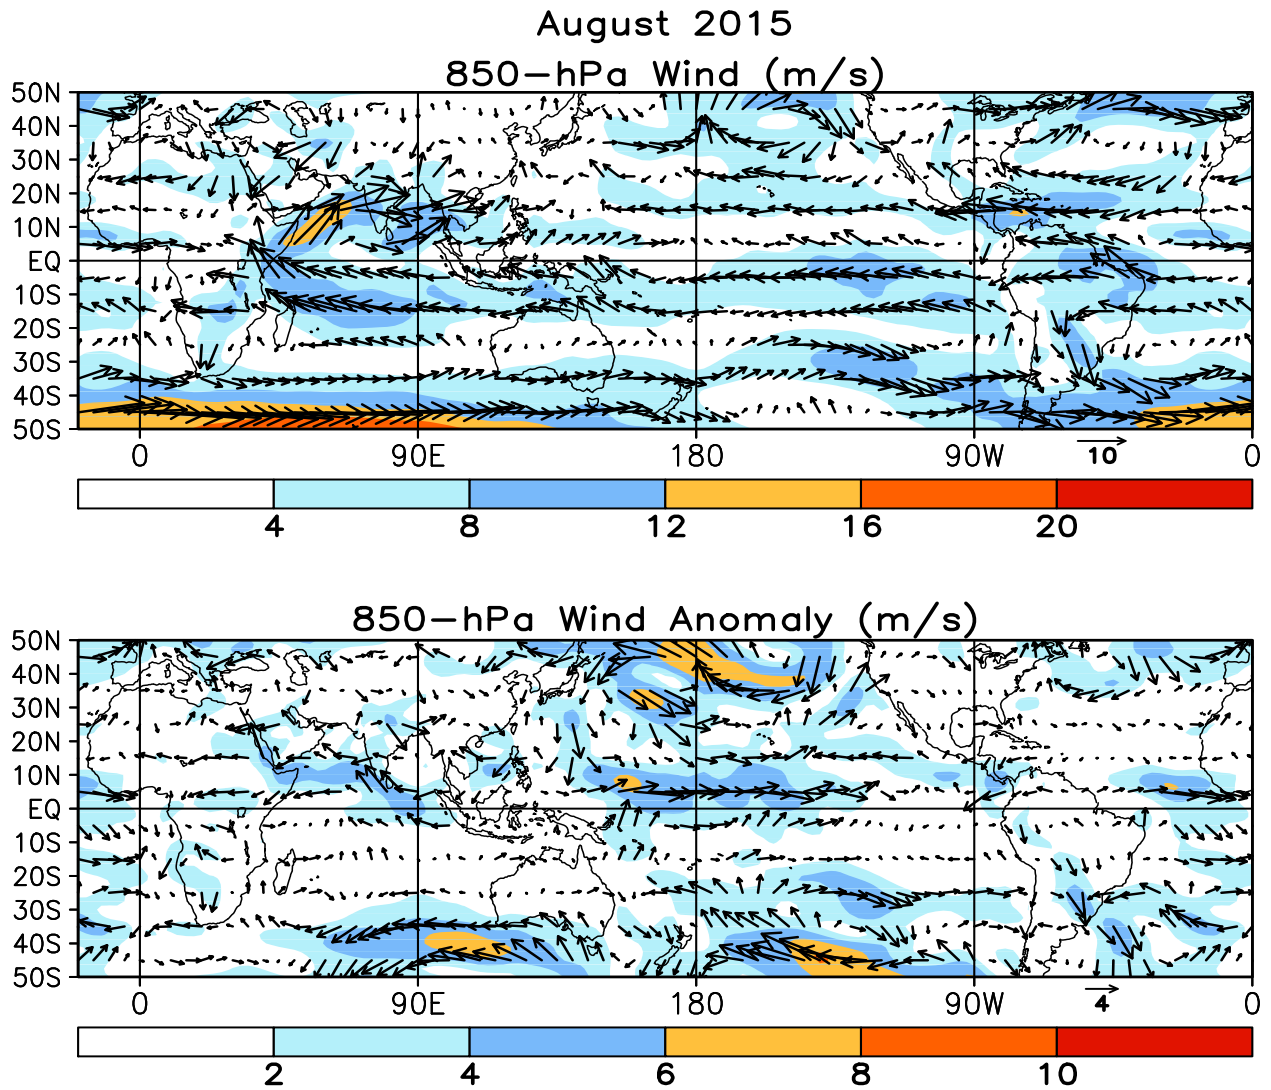 August 2015
850-hPa Wind (m/s)
50N
40N
30N
20N
10N
EQ
10S
20S
30S
40S
50S
0 90E 180 90W 0
10
4 8 12 16 20
850-hPa Wind Anomaly (m/s)
50N
40N
30N
20N
10N
EQ
10S
20S
30S
40S
50S
0 90E 180 90W 0
4
2 4 6 8 10